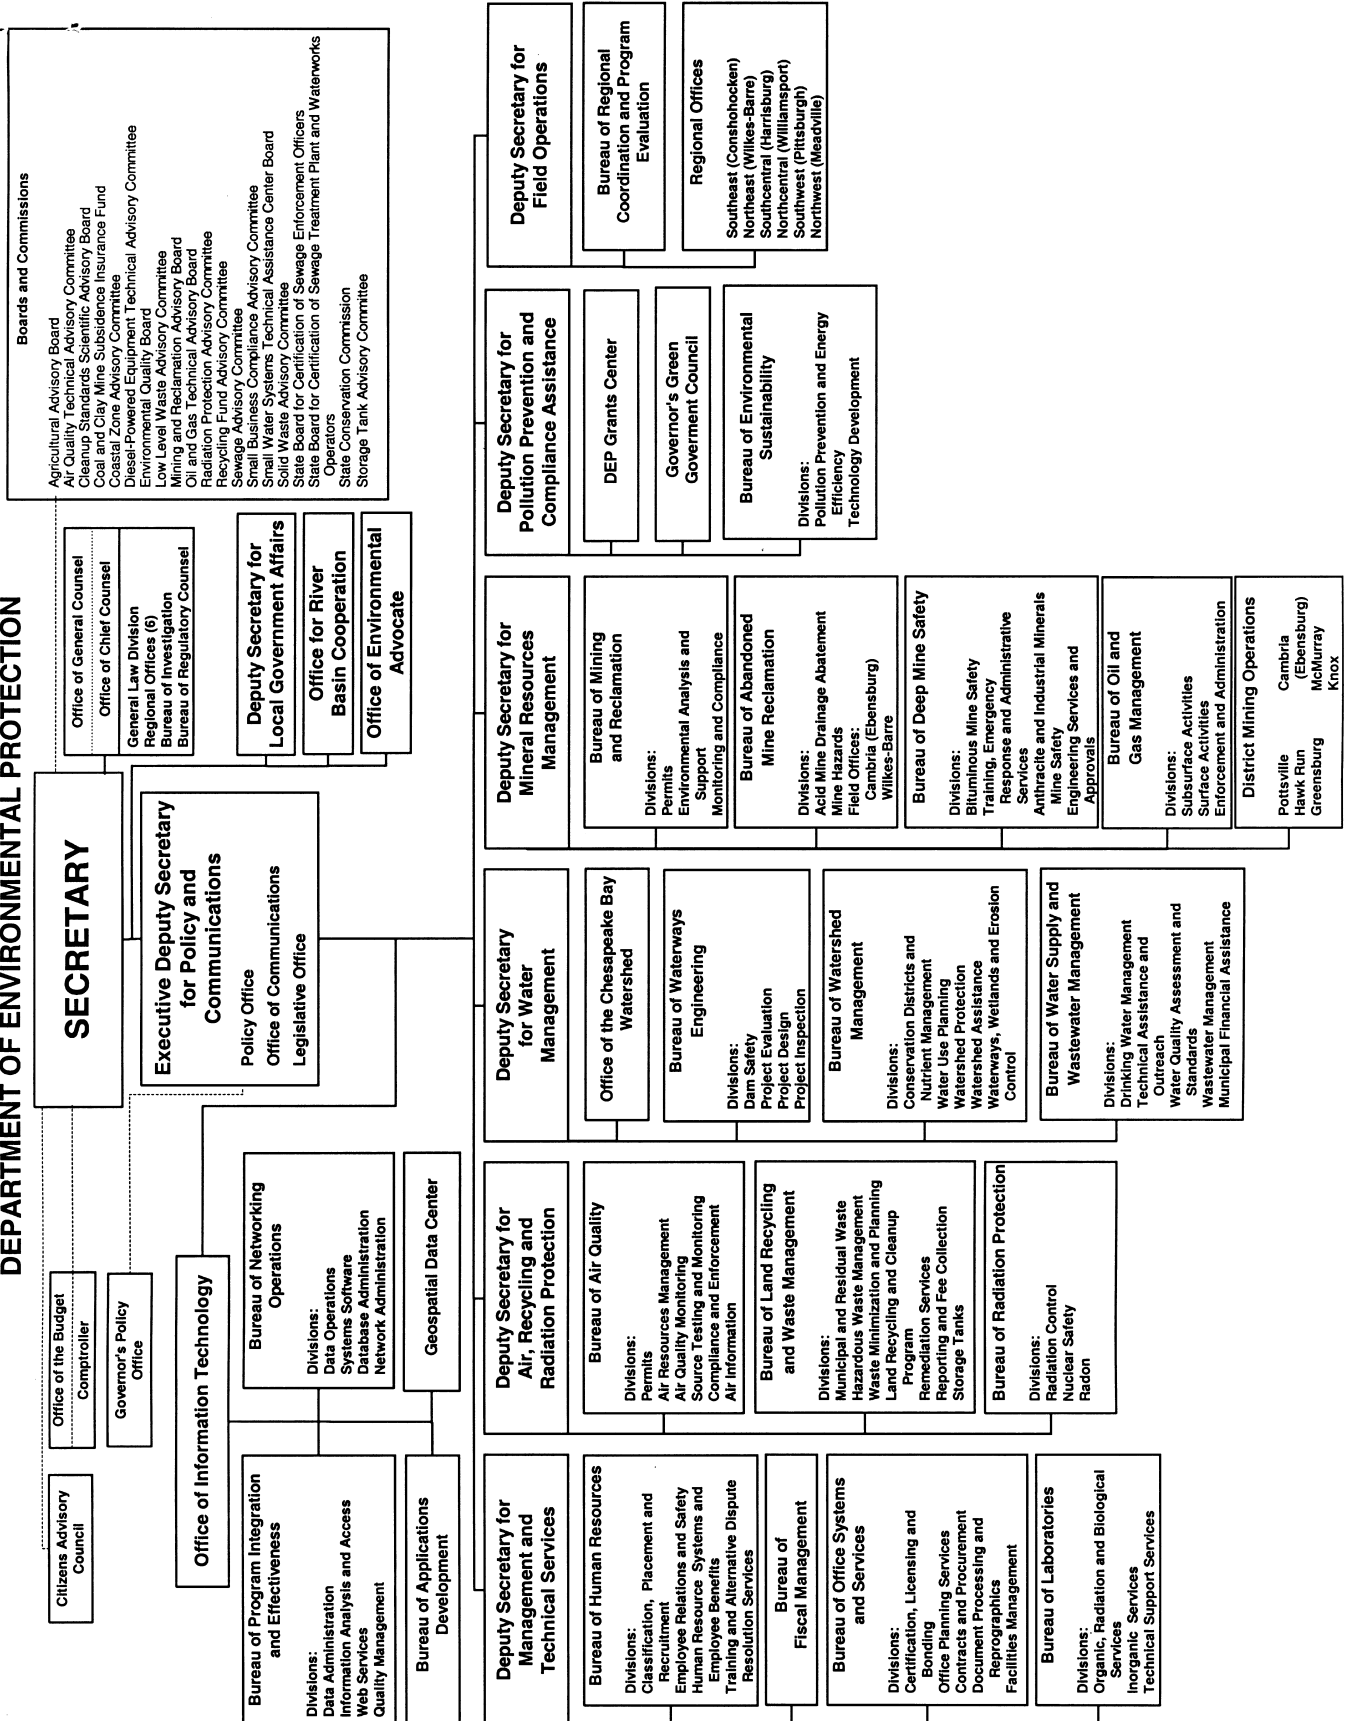 DEPARTMENT OF ENVIRONMENTAL PROTECTION
Citizens Advisory
Council
Office of the Budget
Comptroller
Governor's Policy
Office
SECRETARY
Office of General Counsel
Office of Chief Counsel
General Law Division
Regional Offices (6)
Bureau of Investigation
Bureau of Regulatory Counsel
Boards and Commissions
Agricultural Advisory Board
Air Quality Technical Advisory Committee
Cleanup Standards Scientific Advisory Board
Coal and Clay Mine Subsidence Insurance Fund
Coastal Zone Advisory Committee
Diesel-Powered Equipment Technical Advisory Committee
Environmental Quality Board
Low Level Waste Advisory Committee
Mining and Reclamation Advisory Board
Oil and Gas Technical Advisory Board
Radiation Protection Advisory Committee
Recycling Fund Advisory Committee
Sewage Advisory Committee
Small Business Compliance Advisory Committee
Small Water Systems Technical Assistance Center Board
Solid Waste Advisory Committee
State Board for Certification of Sewage Enforcement Officers
State Board for Certification of Sewage Treatment Plant and Waterworks
Operators
State Conservation Commission
Storage Tank Advisory Committee
Executive Deputy Secretary
for Policy and
Communications
Policy Office
Office of Communications
Legislative Office
Deputy Secretary for
Local Government Affairs
Office for River
Basin Cooperation
Office of Environmental
Advocate
Office of Information Technology
Bureau of Program Integration
and Effectiveness
Divisions:
Data Administration
Information Analysis and Access
Web Services
Quality Management
Bureau of Networking
Operations
Divisions:
Data Operations
Systems Software
Database Administration
Network Administration
Bureau of Applications
Development
Geospatial Data Center
Deputy Secretary for
Management and
Technical Services
Bureau of Human Resources
Divisions:
Classification, Placement and
Recruitment
Employee Relations and Safety
Human Resource Systems and
Employee Benefits
Training and Alternative Dispute
Resolution Services
Bureau of
Fiscal Management
Bureau of Office Systems
and Services
Divisions:
Certification, Licensing and
Bonding
Office Planning Services
Contracts and Procurement
Document Processing and
Reprographics
Facilities Management
Bureau of Laboratories
Divisions:
Organic, Radiation and Biological
Services
Inorganic Services
Technical Support Services
Deputy Secretary for
Air, Recycling and
Radiation Protection
Bureau of Air Quality
Divisions:
Permits
Air Resources Management
Air Quality Monitoring
Source Testing and Monitoring
Compliance and Enforcement
Air Information
Bureau of Land Recycling
and Waste Management
Divisions:
Municipal and Residual Waste
Hazardous Waste Management
Waste Minimization and Planning
Land Recycling and Cleanup
Program
Remediation Services
Reporting and Fee Collection
Storage Tanks
Bureau of Radiation Protection
Divisions:
Radiation Control
Nuclear Safety
Radon
Deputy Secretary
for Water
Management
Office of the Chesapeake Bay
Watershed
Bureau of Waterways
Engineering
Divisions:
Dam Safety
Project Evaluation
Project Design
Project Inspection
Bureau of Watershed
Management
Divisions:
Conservation Districts and
Nutrient Management
Water Use Planning
Watershed Protection
Watershed Assistance
Waterways, Wetlands and Erosion
Control
Bureau of Water Supply and
Wastewater Management
Divisions:
Drinking Water Management
Technical Assistance and
Outreach
Water Quality Assessment and
Standards
Wastewater Management
Municipal Financial Assistance
Deputy Secretary for
Mineral Resources
Management
Bureau of Mining
and Reclamation
Divisions:
Permits
Environmental Analysis and
Support
Monitoring and Compliance
Bureau of Abandoned
Mine Reclamation
Divisions:
Acid Mine Drainage Abatement
Mine Hazards
Field Offices:
Cambria (Ebensburg)
Wilkes-Barre
Bureau of Deep Mine Safety
Divisions:
Bituminous Mine Safety
Training, Emergency
Response and Administrative
Services
Anthracite and Industrial Minerals
Mine Safety
Engineering Services and
Approvals
Bureau of Oil and
Gas Management
Divisions:
Subsurface Activities
Surface Activities
Enforcement and Administration
District Mining Operations
Pottsville Cambria
Hawk Run (Ebensburg)
Greensburg McMurray
Knox
Deputy Secretary for
Pollution Prevention and
Compliance Assistance
DEP Grants Center
Governor's Green
Goverment Council
Bureau of Environmental
Sustainability
Divisions:
Pollution Prevention and Energy
Efficiency
Technology Development
Deputy Secretary for
Field Operations
Bureau of Regional
Coordination and Program
Evaluation
Regional Offices
Southeast (Conshohocken)
Northeast (Wilkes-Barre)
Southcentral (Harrisburg)
Northcentral (Williamsport)
Southwest (Pittsburgh)
Northwest (Meadville)